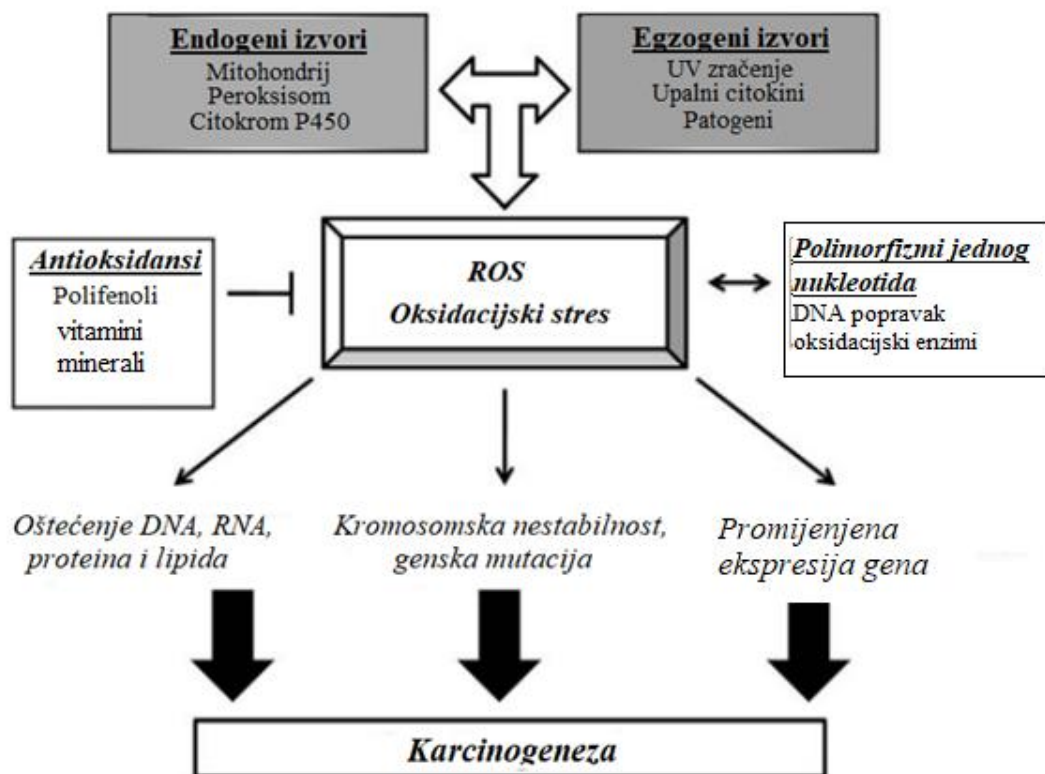 Endogeni izvori
Mitohondrij
Peroksisom
Citokrom P450
Egzogeni izvori
UV zračenje
Upalni citokini
Patogeni
Antioksidansi
Polifenoli
vitamini
minerali
ROS
Oksidacijski stres
Polimorfizmi jednog
nukleotida
DNA popravak
oksidacijski enzimi
Oštećenje DNA, RNA,
proteina i lipida
Kromosomska nestabilnost,
genska mutacija
Promijenjena
ekspresija gena
Karcinogeneza